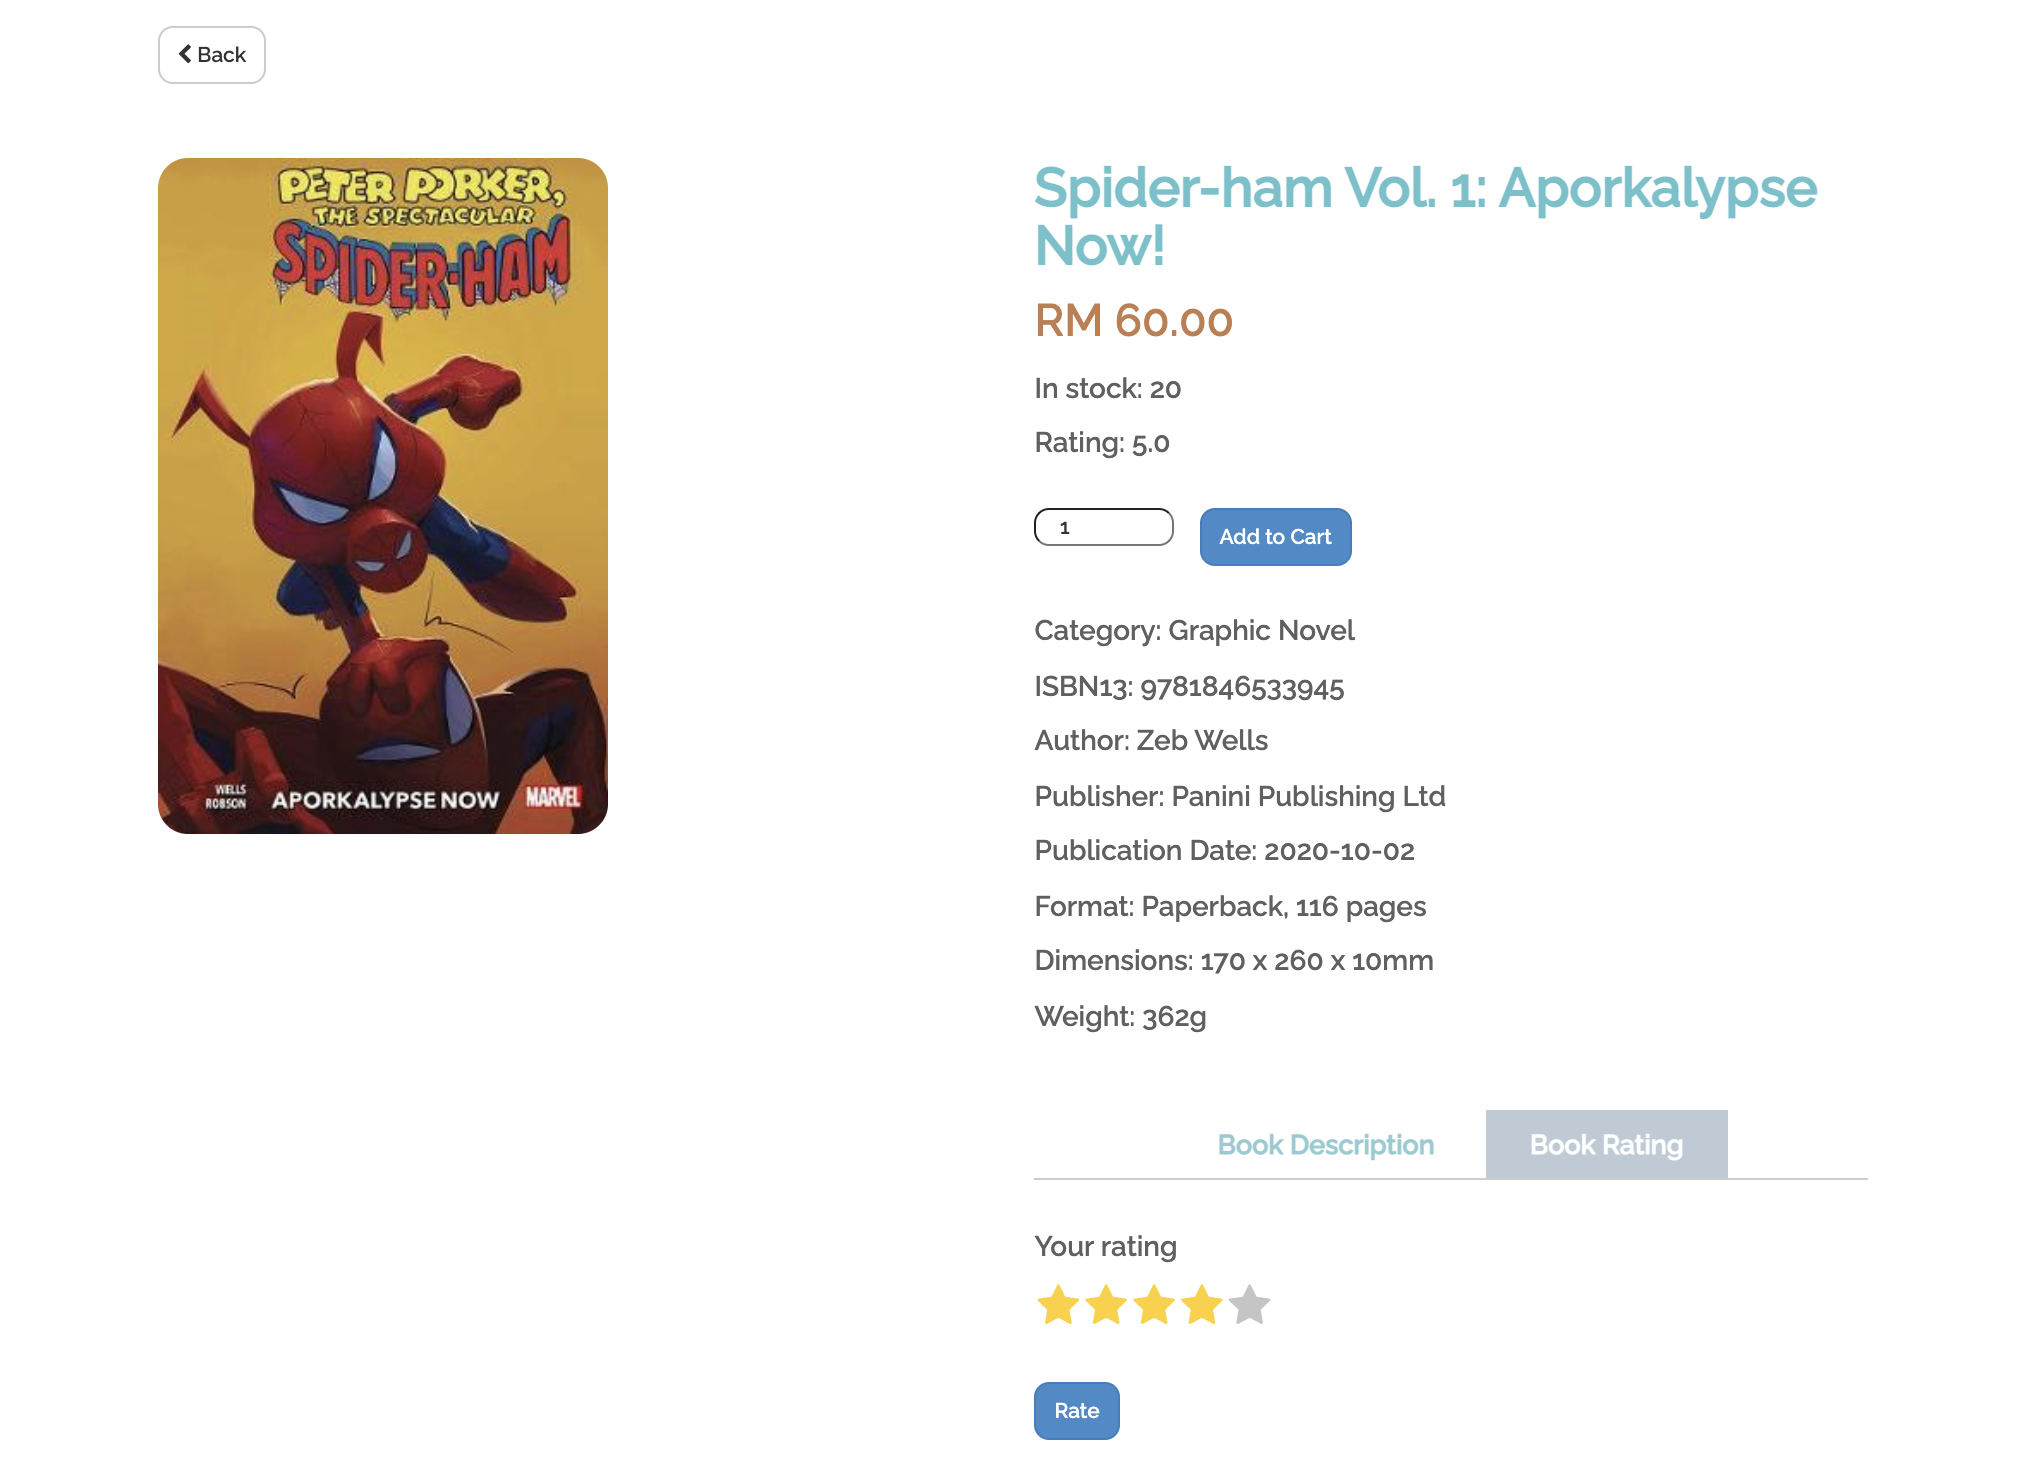 Back
PETER PORKER,
THE SPECTACULAR
SPIDER-HAM
WELLS
ROBSON
APORKALYPSE NOW
MARVEL
Spider-ham Vol. 1: Aporkalypse
Now!
RM 60.00
In stock: 20
Rating: 5.0
1
Add to Cart
Category: Graphic Novel
ISBN13: 9781846533945
Author: Zeb Wells
Publisher: Panini Publishing Ltd
Publication Date: 2020-10-02
Format: Paperback, 116 pages
Dimensions: 170 x 260 x 10mm
Weight: 362g
Book Description
Book Rating
Your rating
Rate